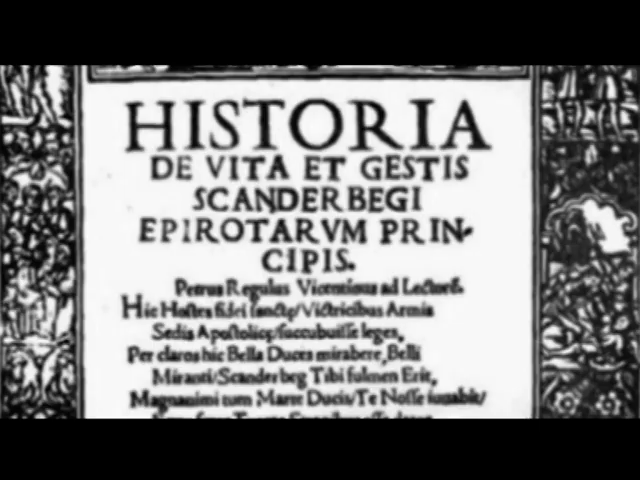 HISTORIA
DE VITA ET GESTIS
SCANDERBEGI
EPIROTARVM PRIN-
CIPIS.
Petrus Regulus Vicentinus ad Lectorē.
Hic Hostes fidei sanctę/Victricibus Armis
Sedis Apostolicę/succubuisse leges,
Per claros hic Bella Duces mirabere, Belli
Miranti/Scanderbeg Tibi fulmen Erit,
Magnanimi tum Marte Ducis/Te Nosse iuuabit/